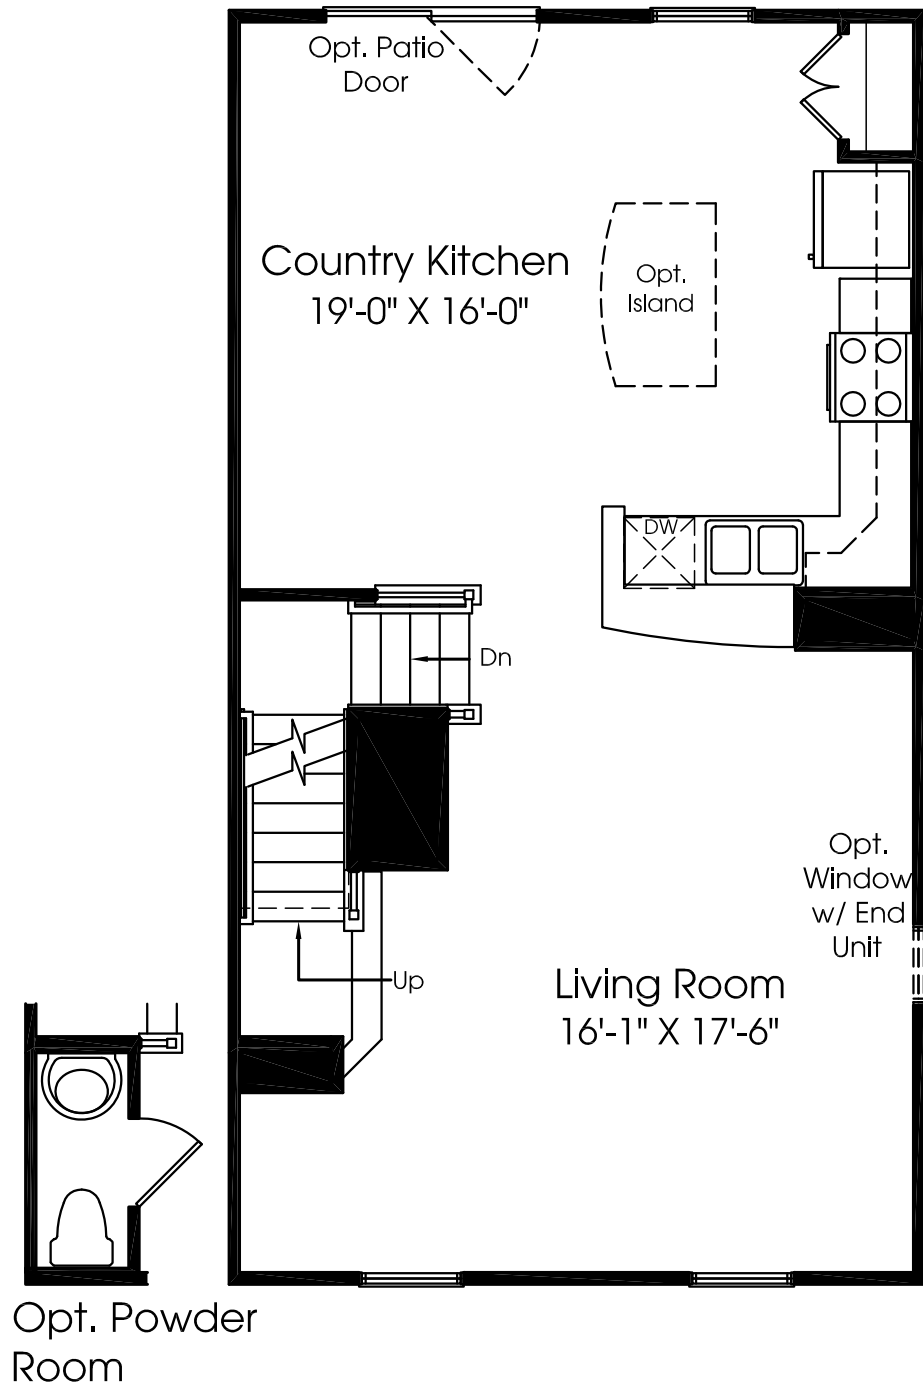 Opt. Patio
Door
Country Kitchen
19'-0" X 16'-0"
Opt.
Island
DW
Dn
Opt.
Window
w/ End
Unit
Up
Living Room
16'-1" X 17'-6"
Opt. Powder
Room